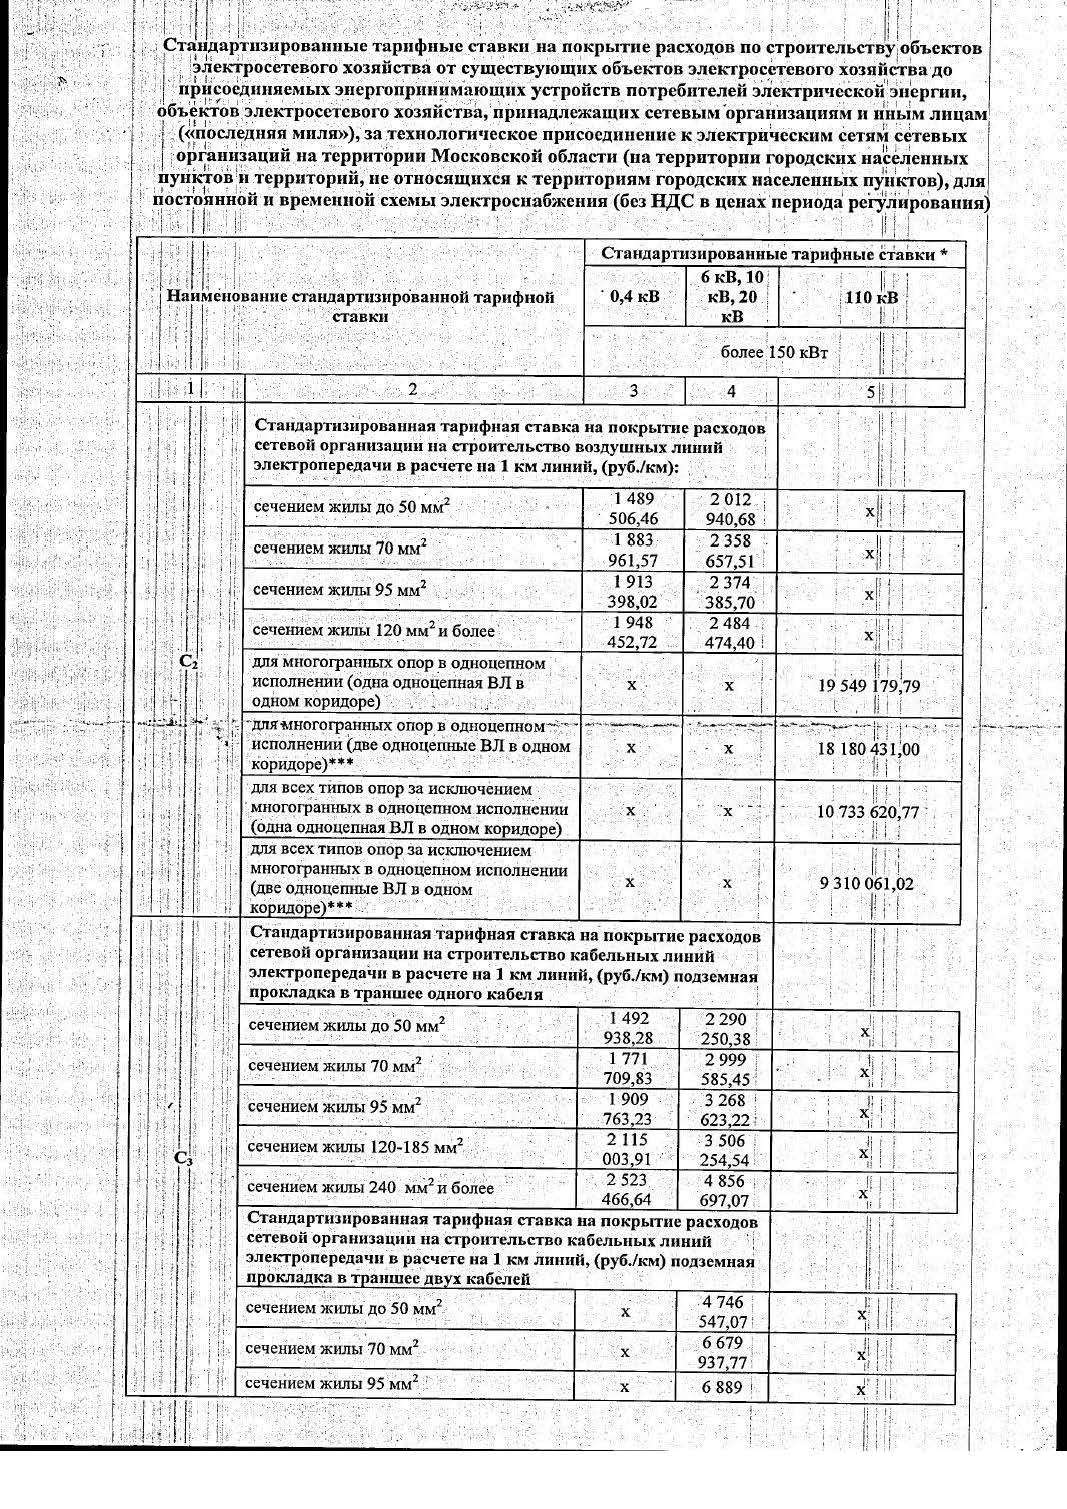 Стандартизированные тарифные ставки на покрытие расходов по строительству объектов
электросетевого хозяйства от существующих объектов электросетевого хозяйства до
присоединяемых энергопринимающих устройств потребителей электрической энергии,
объектов электросетевого хозяйства, принадлежащих сетевым организациям и иным лицам
(«последняя миля»), за технологическое присоединение к электрическим сетям сетевых
организаций на территории Московской области (на территории городских населенных
пунктов и территорий, не относящихся к территориям городских населенных пунктов), для
постоянной и временной схемы электроснабжения (без НДС в ценах периода регулирования)
Наименование стандартизированной тарифной
ставки
Стандартизированные тарифные ставки *
0,4 кВ
6 кВ, 10
кВ, 20
кВ
110 кВ
более 150 кВт
1 2 3 4 5
C2
Стандартизированная тарифная ставка на покрытие расходов
сетевой организации на строительство воздушных линий
электропередачи в расчете на 1 км линий, (руб./км):
сечением жилы до 50 мм²
1 489
506,46
2 012
940,68
х
сечением жилы 70 мм²
1 883
961,57
2 358
657,51
х
сечением жилы 95 мм²
1 913
398,02
2 374
385,70
х
сечением жилы 120 мм² и более
1 948
452,72
2 484
474,40
х
для многогранных опор в одноцепном
исполнении (одна одноцепная ВЛ в
одном коридоре)
х х 19 549 179,79
для многогранных опор в одноцепном
исполнении (две одноцепные ВЛ в одном
коридоре)***
х х 18 180 431,00
для всех типов опор за исключением
многогранных в одноцепном исполнении
(одна одноцепная ВЛ в одном коридоре)
х х 10 733 620,77
для всех типов опор за исключением
многогранных в одноцепном исполнении
(две одноцепные ВЛ в одном
коридоре)***
х х 9 310 061,02
C3
Стандартизированная тарифная ставка на покрытие расходов
сетевой организации на строительство кабельных линий
электропередачи в расчете на 1 км линий, (руб./км) подземная
прокладка в траншее одного кабеля
сечением жилы до 50 мм²
1 492
938,28
2 290
250,38
х
сечением жилы 70 мм²
1 771
709,83
2 999
585,45
х
сечением жилы 95 мм²
1 909
763,23
3 268
623,22
х
сечением жилы 120-185 мм²
2 115
003,91
3 506
254,54
х
сечением жилы 240 мм² и более
2 523
466,64
4 856
697,07
х
Стандартизированная тарифная ставка на покрытие расходов
сетевой организации на строительство кабельных линий
электропередачи в расчете на 1 км линий, (руб./км) подземная
прокладка в траншее двух кабелей
сечением жилы до 50 мм²
х
4 746
547,07
х
сечением жилы 70 мм²
х
6 679
937,77
х
сечением жилы 95 мм²
х 6 889 х